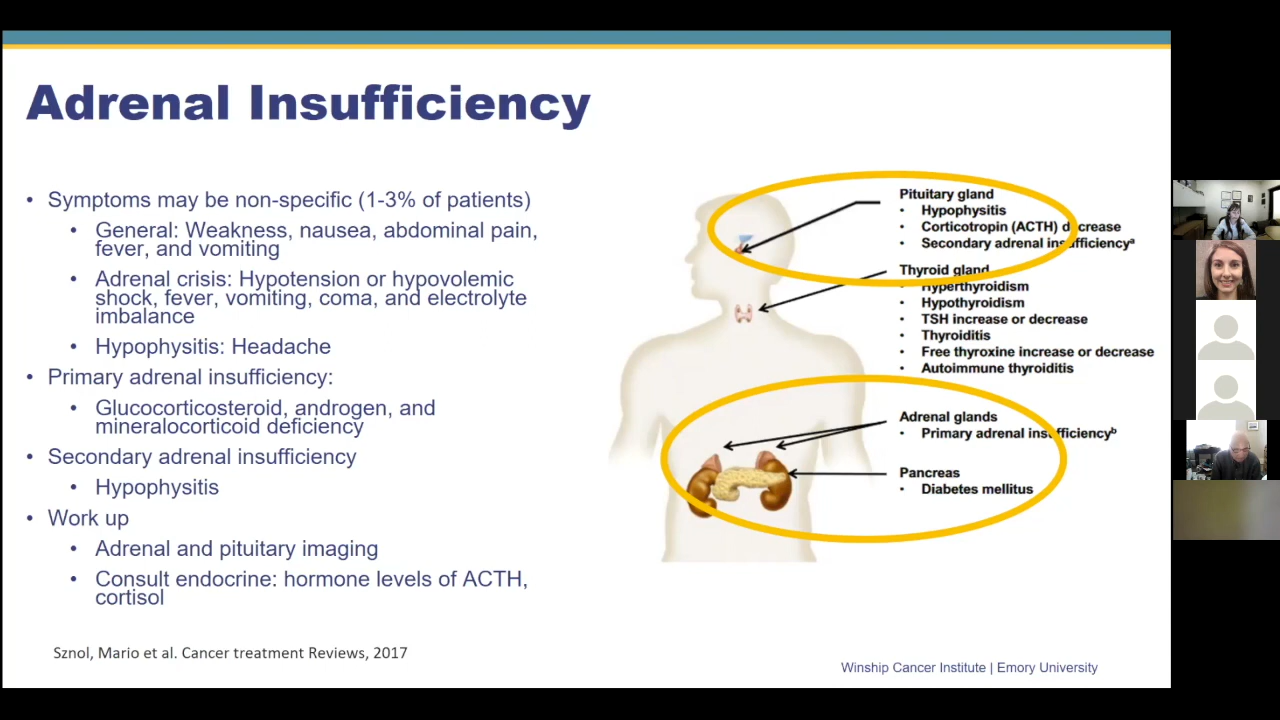 Adrenal Insufficiency
• Symptoms may be non-specific (1-3% of patients)
• General: Weakness, nausea, abdominal pain,
fever, and vomiting
• Adrenal crisis: Hypotension or hypovolemic
shock, fever, vomiting, coma, and electrolyte
imbalance
• Hypophysitis: Headache
• Primary adrenal insufficiency:
• Glucocorticosteroid, androgen, and
mineralocorticoid deficiency
• Secondary adrenal insufficiency
• Hypophysitis
• Work up
• Adrenal and pituitary imaging
• Consult endocrine: hormone levels of ACTH,
cortisol
Pituitary gland
• Hypophysitis
• Corticotropin (ACTH) decrease
• Secondary adrenal insufficiencyᵃ
Thyroid gland
• Hyperthyroidism
• Hypothyroidism
• TSH increase or decrease
• Thyroiditis
• Free thyroxine increase or decrease
• Autoimmune thyroiditis
Adrenal glands
• Primary adrenal insufficiencyᵇ
Pancreas
• Diabetes mellitus
Sznol, Mario et al. Cancer treatment Reviews, 2017
Winship Cancer Institute | Emory University